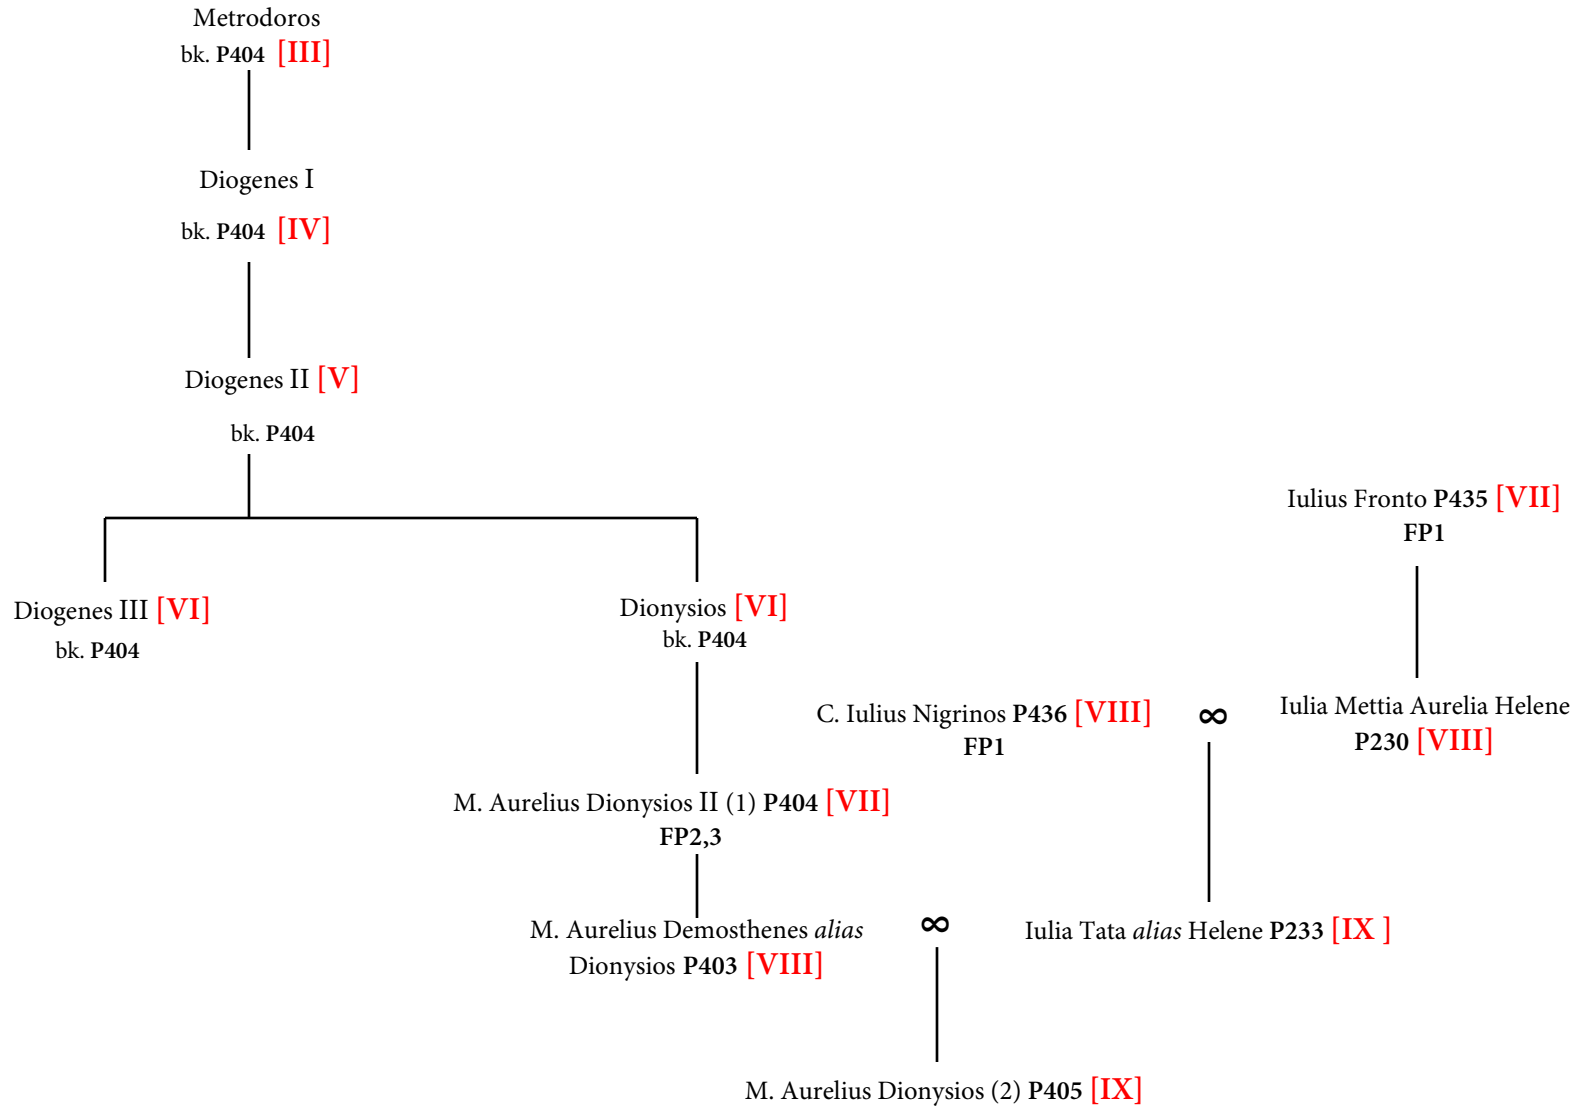 Metrodoros
bk. P404 [III]
Diogenes I
bk. P404 [IV]
Diogenes II [V]
bk. P404
Iulius Fronto P435 [VII]
FP1
Diogenes III [VI]
bk. P404
Dionysios [VI]
bk. P404
C. Iulius Nigrinos P436 [VIII]
FP1
∞
Iulia Mettia Aurelia Helene
P230 [VIII]
M. Aurelius Dionysios II (1) P404 [VII]
FP2,3
M. Aurelius Demosthenes alias
Dionysios P403 [VIII]
∞
Iulia Tata alias Helene P233 [IX ]
M. Aurelius Dionysios (2) P405 [IX]